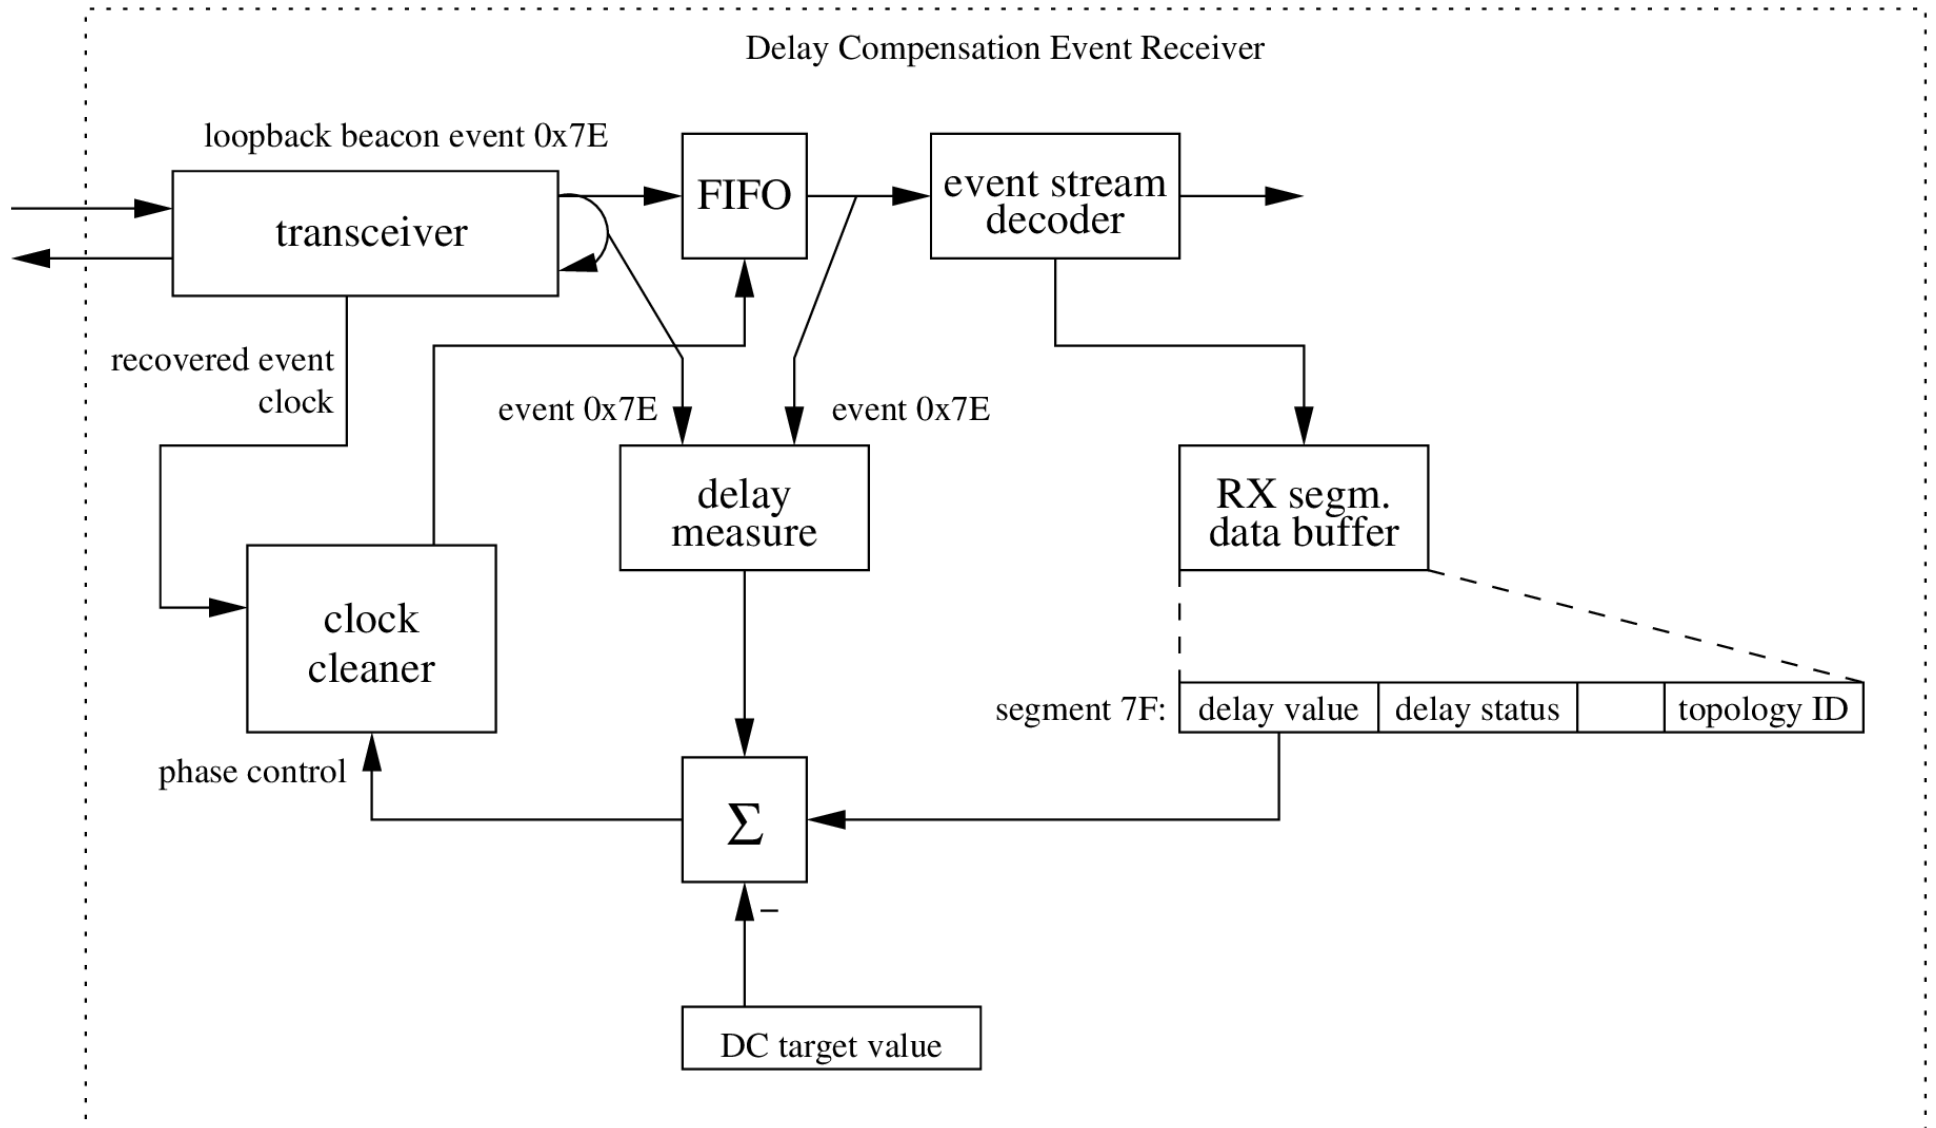 Delay Compensation Event Receiver
loopback beacon event 0x7E
transceiver
FIFO
event stream
decoder
recovered event
clock
event 0x7E
event 0x7E
delay
measure
RX segm.
data buffer
clock
cleaner
segment 7F:
delay value
delay status
topology ID
phase control
Σ
–
DC target value